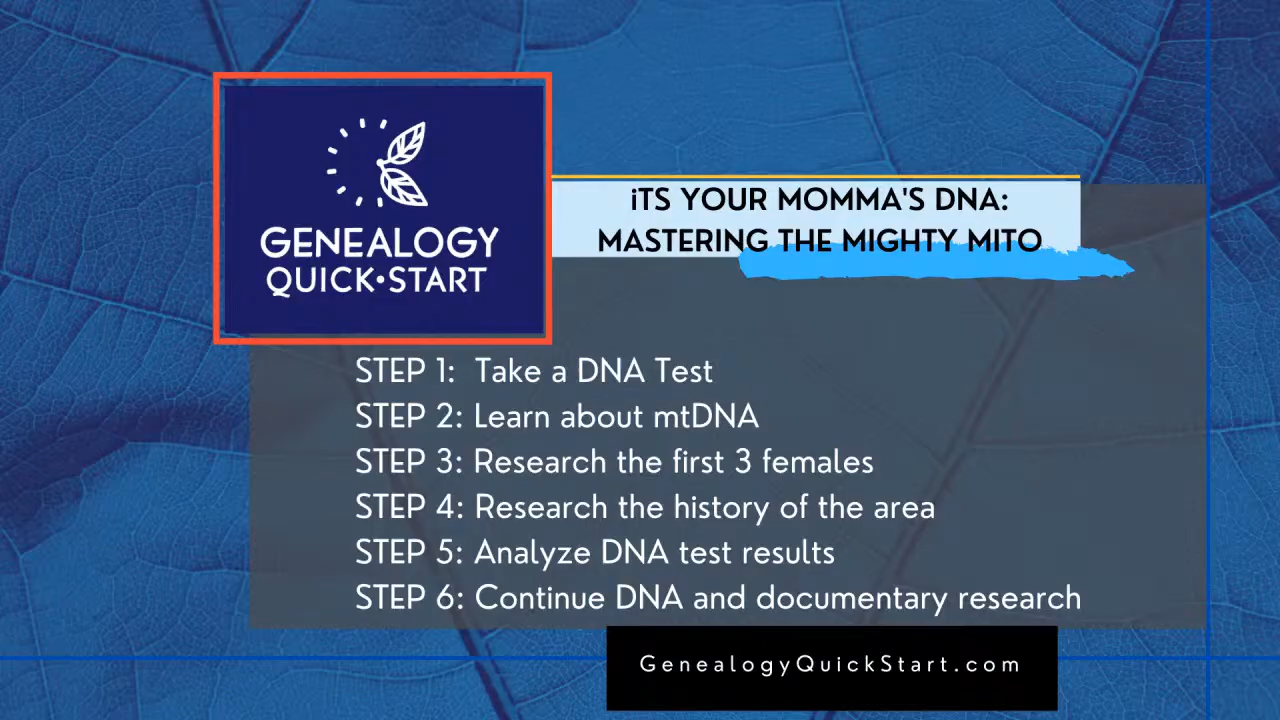 GENEALOGY
QUICK•START
iTS YOUR MOMMA'S DNA:
MASTERING THE MIGHTY MITO
STEP 1: Take a DNA Test
STEP 2: Learn about mtDNA
STEP 3: Research the first 3 females
STEP 4: Research the history of the area
STEP 5: Analyze DNA test results
STEP 6: Continue DNA and documentary research
GenealogyQuickStart.com